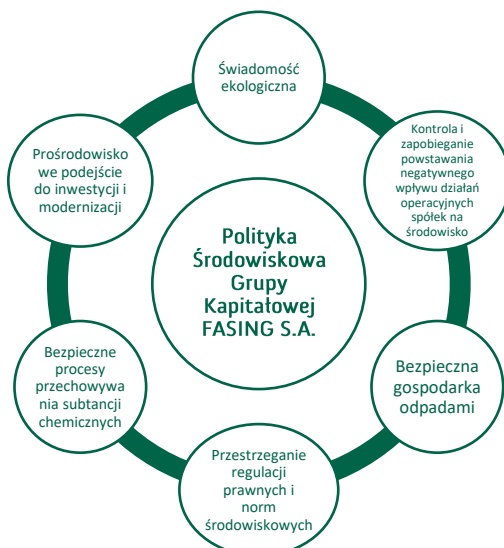 Świadomość
ekologiczna
Kontrola i
zapobieganie
powstawania
negatywnego
wpływu działań
operacyjnych
spółek na
środowisko
Bezpieczna
gospodarka
odpadami
Przestrzeganie
regulacji
prawnych i
norm
środowiskowych
Bezpieczne
procesy
przechowywa
nia subtancji
chemicznych
Prośrodowisko
we podejście
do inwestycji i
modernizacji
Polityka
Środowiskowa
Grupy
Kapitałowej
FASING S.A.